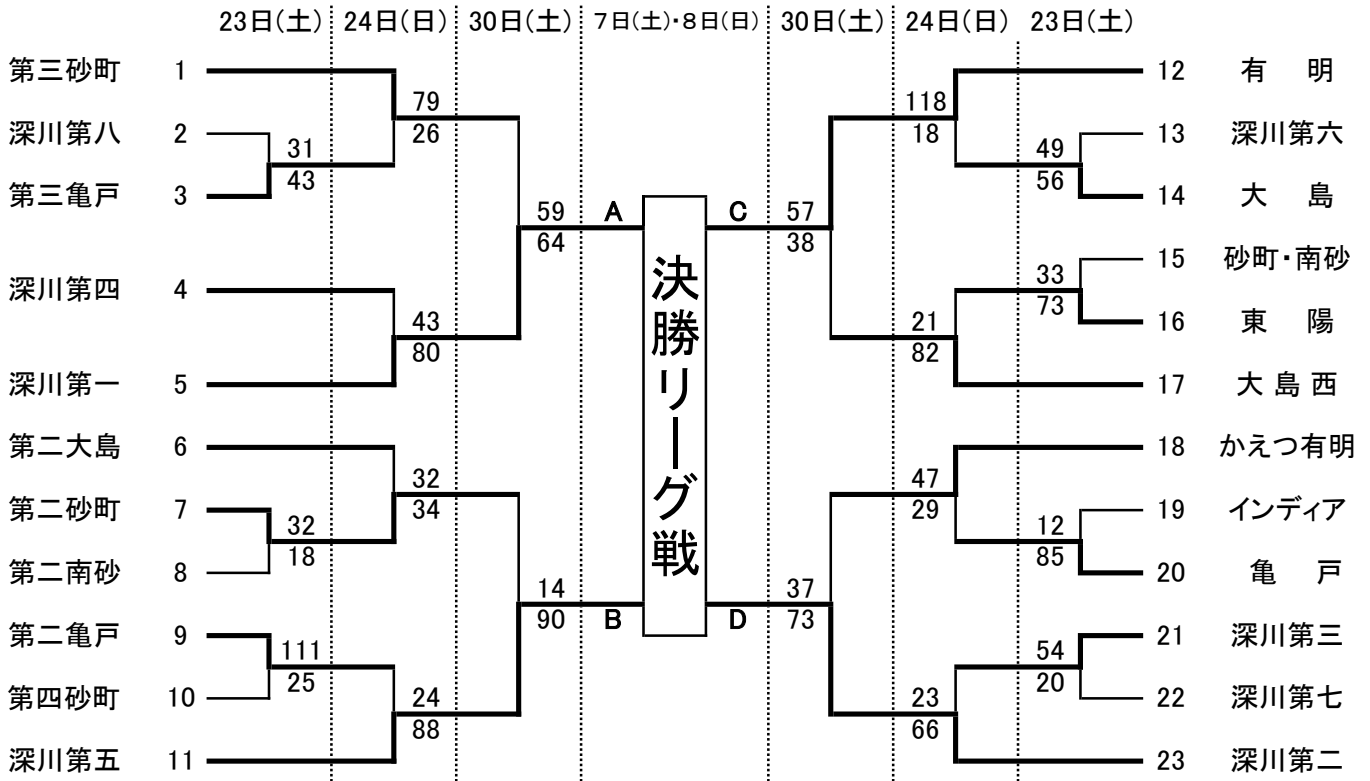 23日(土) 24日(日) 30日(土) 7日(土)・8日(日) 30日(土) 24日(日) 23日(土)
第三砂町 1
深川第八 2
第三亀戸 3
深川第四 4
深川第一 5
第二大島 6
第二砂町 7
第二南砂 8
第二亀戸 9
第四砂町 10
深川第五 11
31
43
32
18
111
25
79
26
43
80
32
34
24
88
59
64
14
90
A
B
決勝リーグ戦
C
D
57
38
37
73
118
18
21
82
47
29
23
66
49
56
33
73
12
85
54
20
12 有 明
13 深川第六
14 大 島
15 砂町・南砂
16 東 陽
17 大 島 西
18 かえつ有明
19 インディア
20 亀 戸
21 深川第三
22 深川第七
23 深川第二